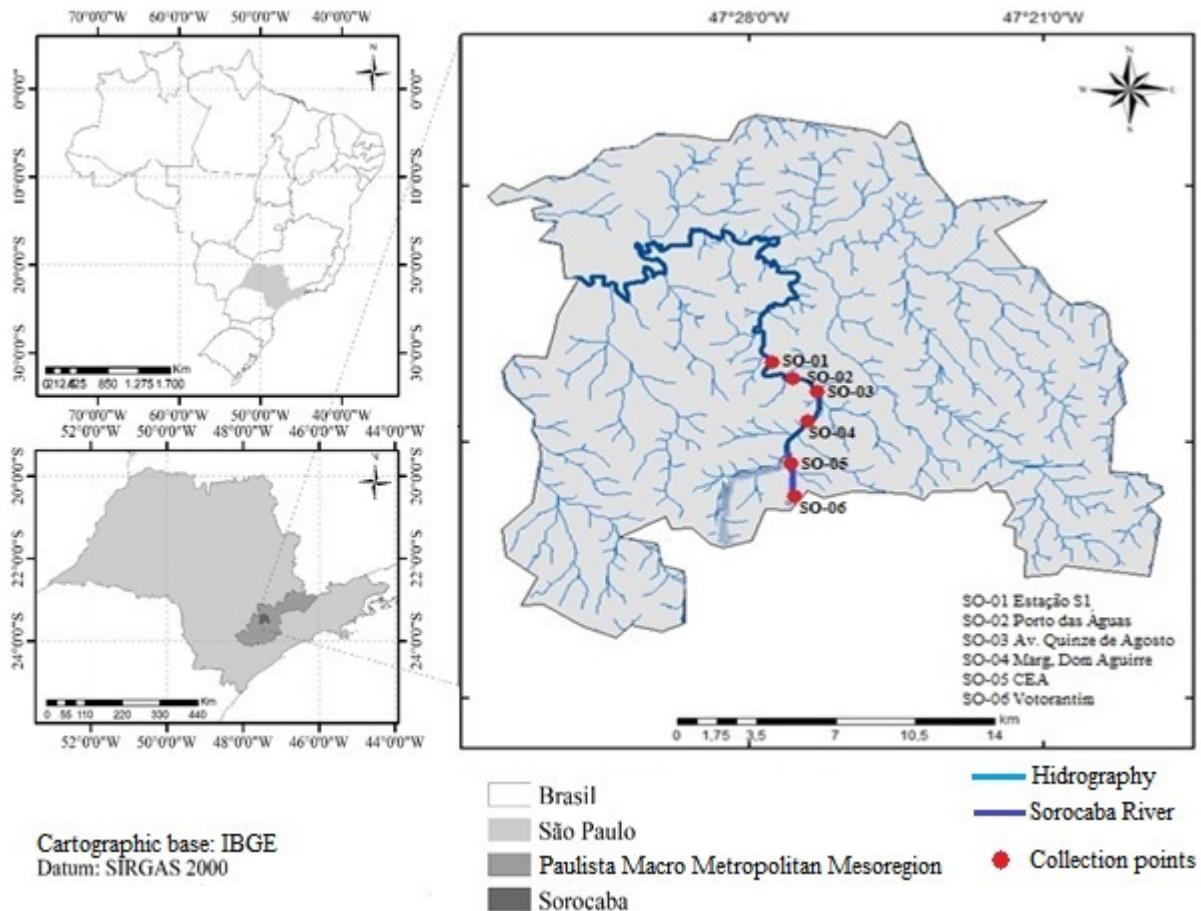 70°0'0"W 60°0'0"W 50°0'0"W 40°0'0"W
N
0°0'0"
10°0'0"S
20°0'0"S
30°0'0"S
0°0'0"
10°0'0"S
20°0'0"S
30°0'0"S
850 1.275 1.700 Km
70°0'0"W 60°0'0"W 50°0'0"W 40°0'0"W
52°0'0"W 50°0'0"W 48°0'0"W 46°0'0"W 44°0'0"W
20°0'0"S
22°0'0"S
24°0'0"S
20°0'0"S
22°0'0"S
24°0'0"S
0 55 110 220 330 440 Km
52°0'0"W 50°0'0"W 48°0'0"W 46°0'0"W 44°0'0"W
47°28'0"W 47°21'0"W
N
W E
S
SO-01
SO-02
SO-03
SO-04
SO-05
SO-06
SO-01 Estação S1
SO-02 Porto das Águas
SO-03 Av. Quinze de Agosto
SO-04 Marg. Dom Aguirre
SO-05 CEA
SO-06 Votorantim
km
0 1,75 3,5 7 10,5 14
Cartographic base: IBGE
Datum: SIRGAS 2000
Brasil
São Paulo
Paulista Macro Metropolitan Mesoregion
Sorocaba
Hidrography
Sorocaba River
Collection points